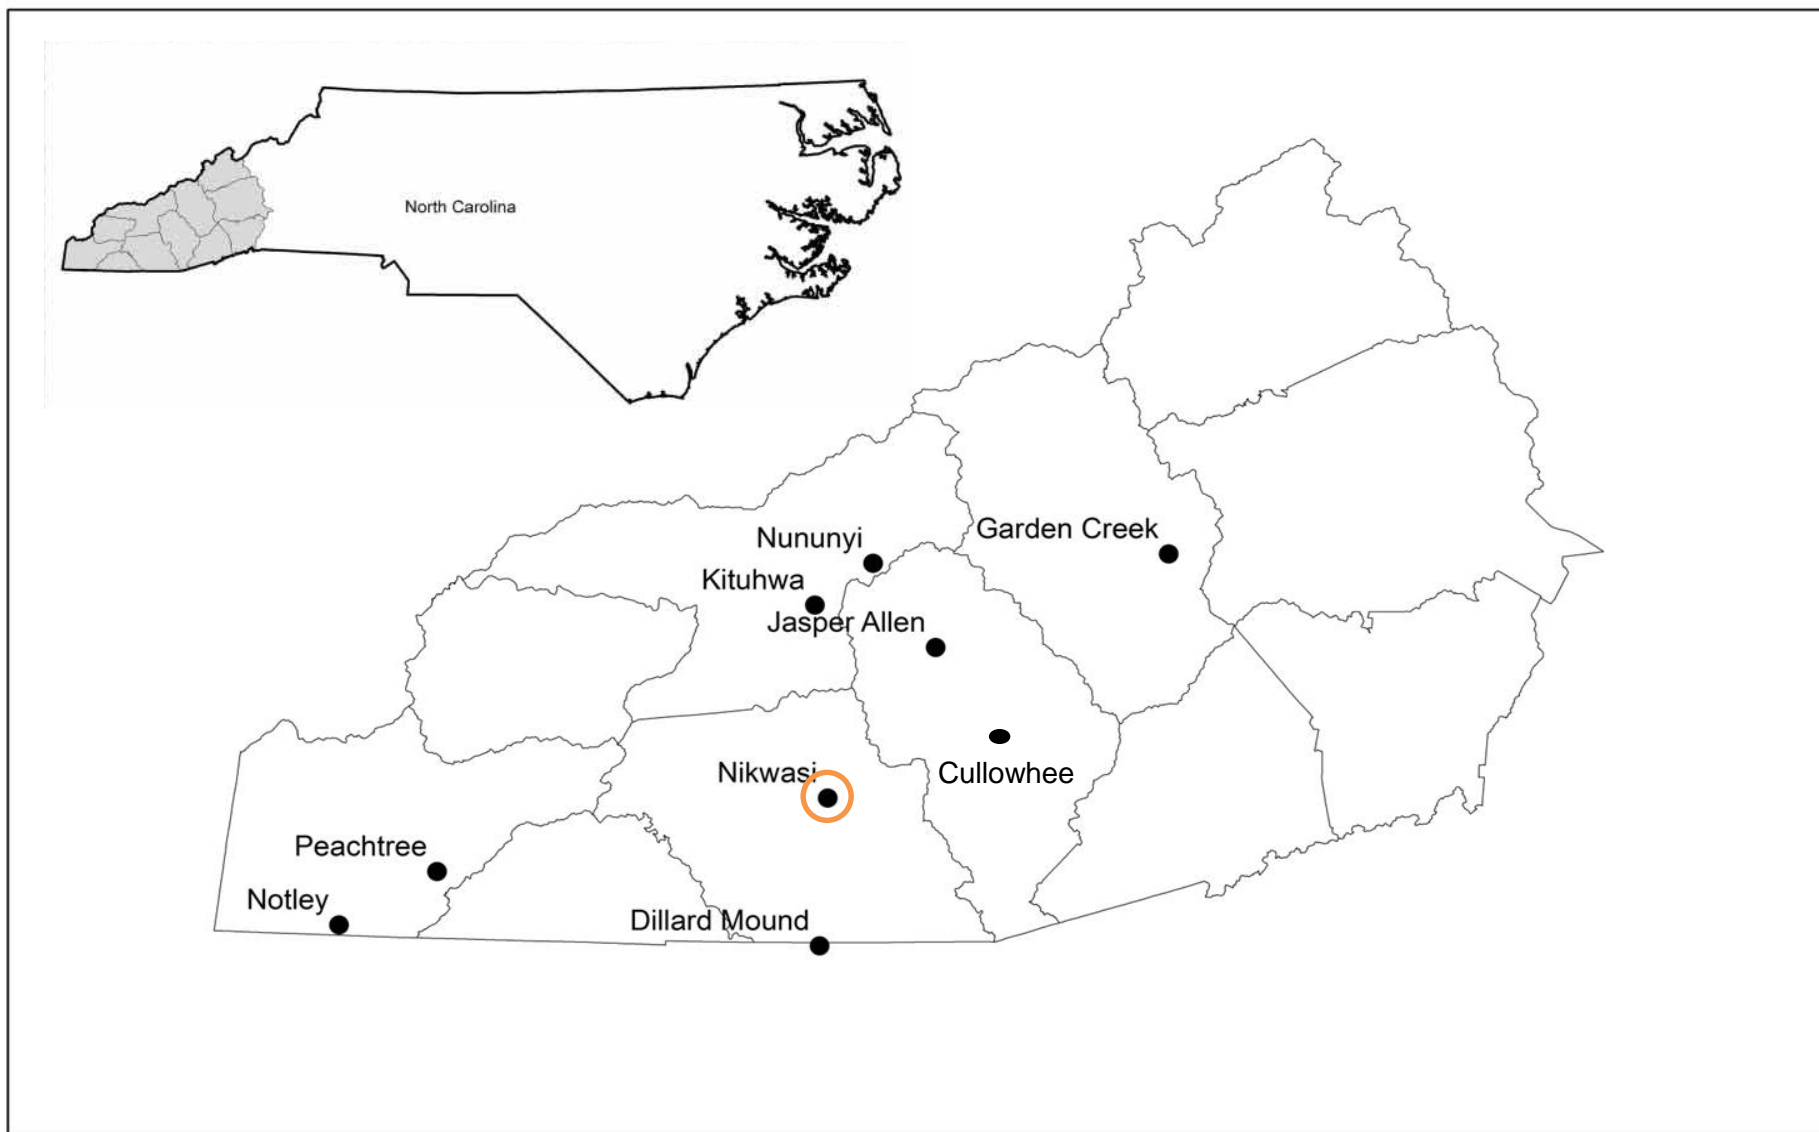 North Carolina
Garden Creek
Nununyi
Kituhwa
Jasper Allen
Nikwasi
Cullowhee
Peachtree
Notley
Dillard Mound